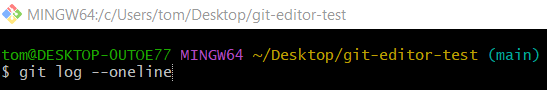 MINGW64:/c/Users/tom/Desktop/git-editor-test
tom@DESKTOP-OUTOE77 MINGW64 ~/Desktop/git-editor-test (main)
$ git log --oneline